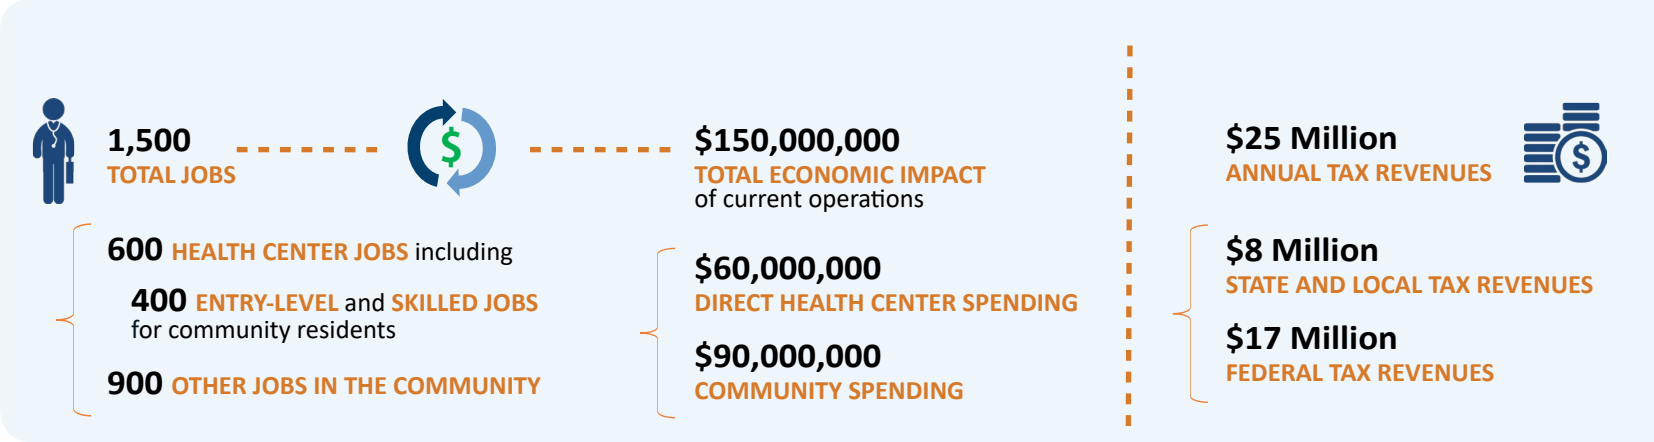 1,500
TOTAL JOBS
600 HEALTH CENTER JOBS including
400 ENTRY-LEVEL and SKILLED JOBS
for community residents
900 OTHER JOBS IN THE COMMUNITY
$
$150,000,000
TOTAL ECONOMIC IMPACT
of current operations
$60,000,000
DIRECT HEALTH CENTER SPENDING
$90,000,000
COMMUNITY SPENDING
$25 Million
ANNUAL TAX REVENUES
$
$8 Million
STATE AND LOCAL TAX REVENUES
$17 Million
FEDERAL TAX REVENUES